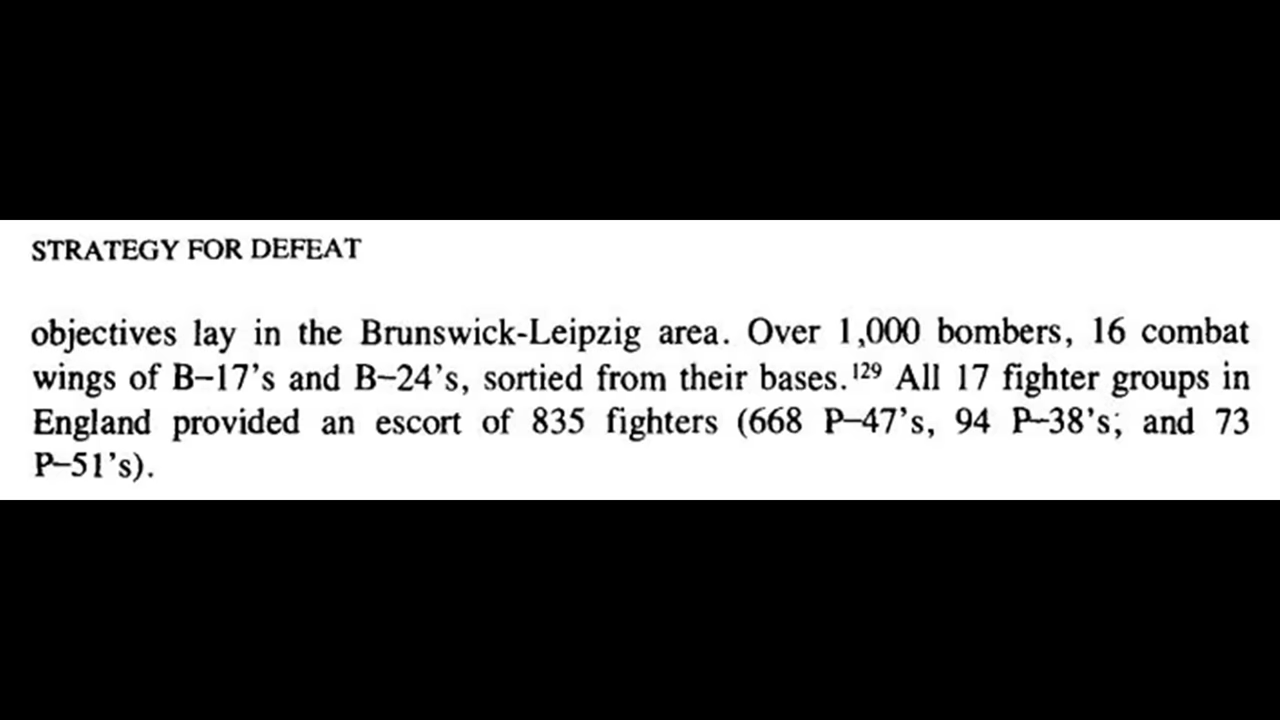 STRATEGY FOR DEFEAT
objectives lay in the Brunswick-Leipzig area. Over 1,000 bombers, 16 combat
wings of B–17's and B–24's, sortied from their bases.129 All 17 fighter groups in
England provided an escort of 835 fighters (668 P–47's, 94 P–38's; and 73
P–51's).